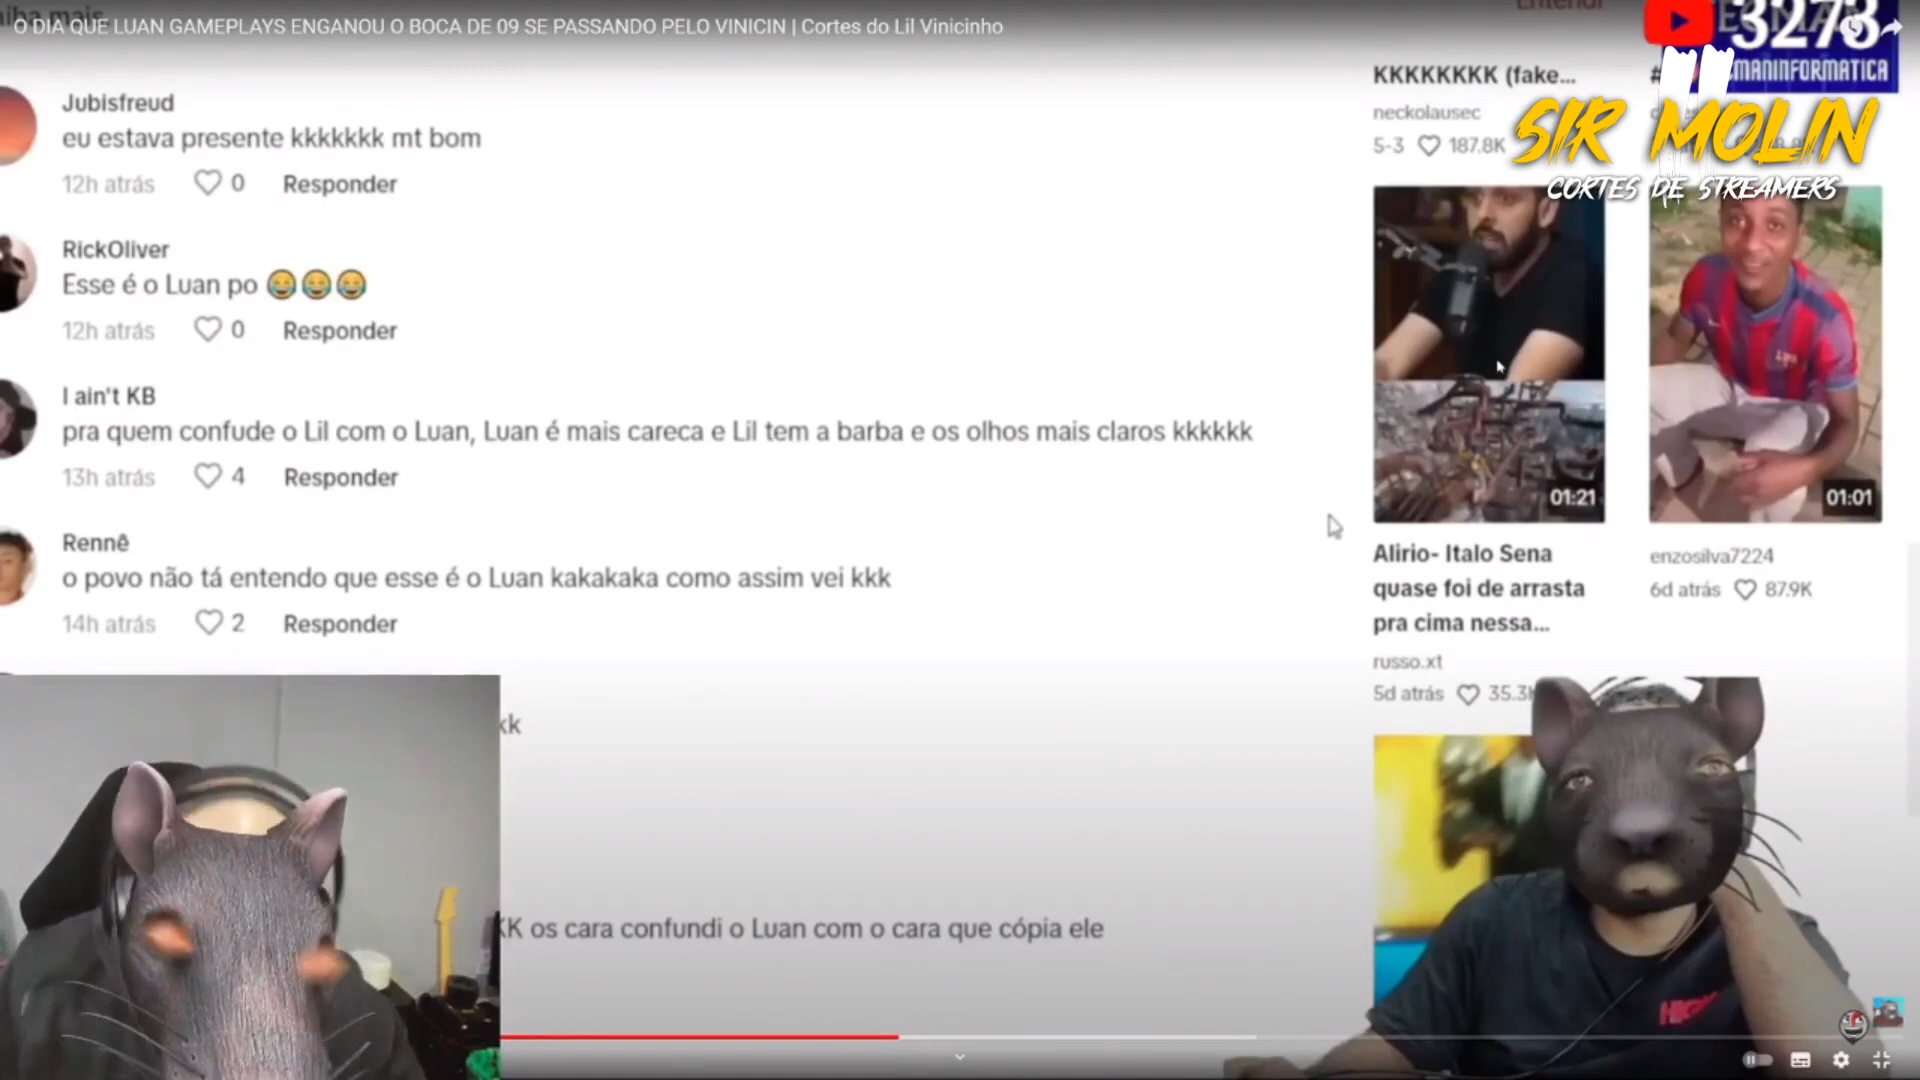 O DIA QUE LUAN GAMEPLAYS ENGANOU O BOCA DE 09 SE PASSANDO PELO VINICIN | Cortes do Lil Vinicinho
3273
MANINFORMATICA
SIR MOLIN
CORTES DE STREAMERS
Jubisfreud
eu estava presente kkkkkkk mt bom
12h atrás 0 Responder
RickOliver
Esse é o Luan po 😂😂😂
12h atrás 0 Responder
I ain't KB
pra quem confude o Lil com o Luan, Luan é mais careca e Lil tem a barba e os olhos mais claros kkkkkk
13h atrás 4 Responder
Rennê
o povo não tá entendo que esse é o Luan kakakaka como assim vei kkk
14h atrás 2 Responder
kk
KK os cara confundi o Luan com o cara que cópia ele
KKKKKKKK (fake...
neckolausec
5-3 187.8K
01:21
Alirio- Italo Sena
quase foi de arrasta
pra cima nessa...
russo.xt
5d atrás 35.3K
01:01
enzosilva7224
6d atrás 87.9K
HIGH